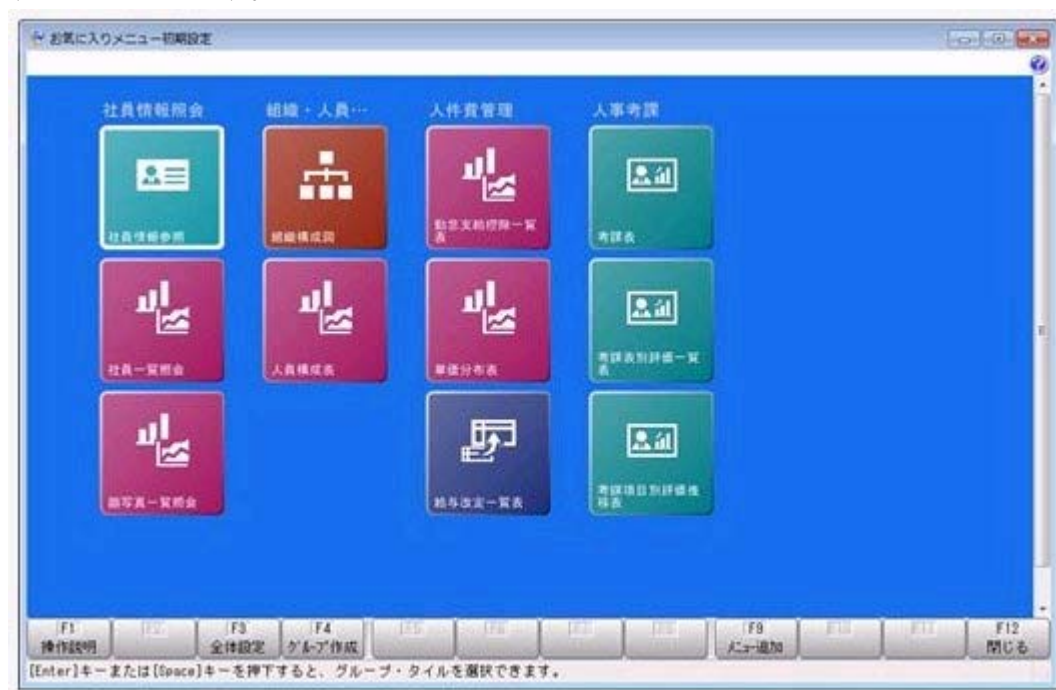 お気に入りメニュー初期設定
社員情報照会
組織・人員…
人件費管理
人事考課
社員情報参照
組織構成図
勤怠支給控除一覧
表
考課表
社員一覧照会
人員構成表
単価分布表
考課表別評価一覧
表
顔写真一覧照会
給与改定一覧表
考課項目別評価推
移表
F1
F2
F3
F4
F5
F6
F7
F8
F9
F10
F11
F12
操作説明
全体設定
グループ作成
メニュー追加
閉じる
[Enter]キーまたは[Space]キーを押下すると、グループ・タイルを選択できます。